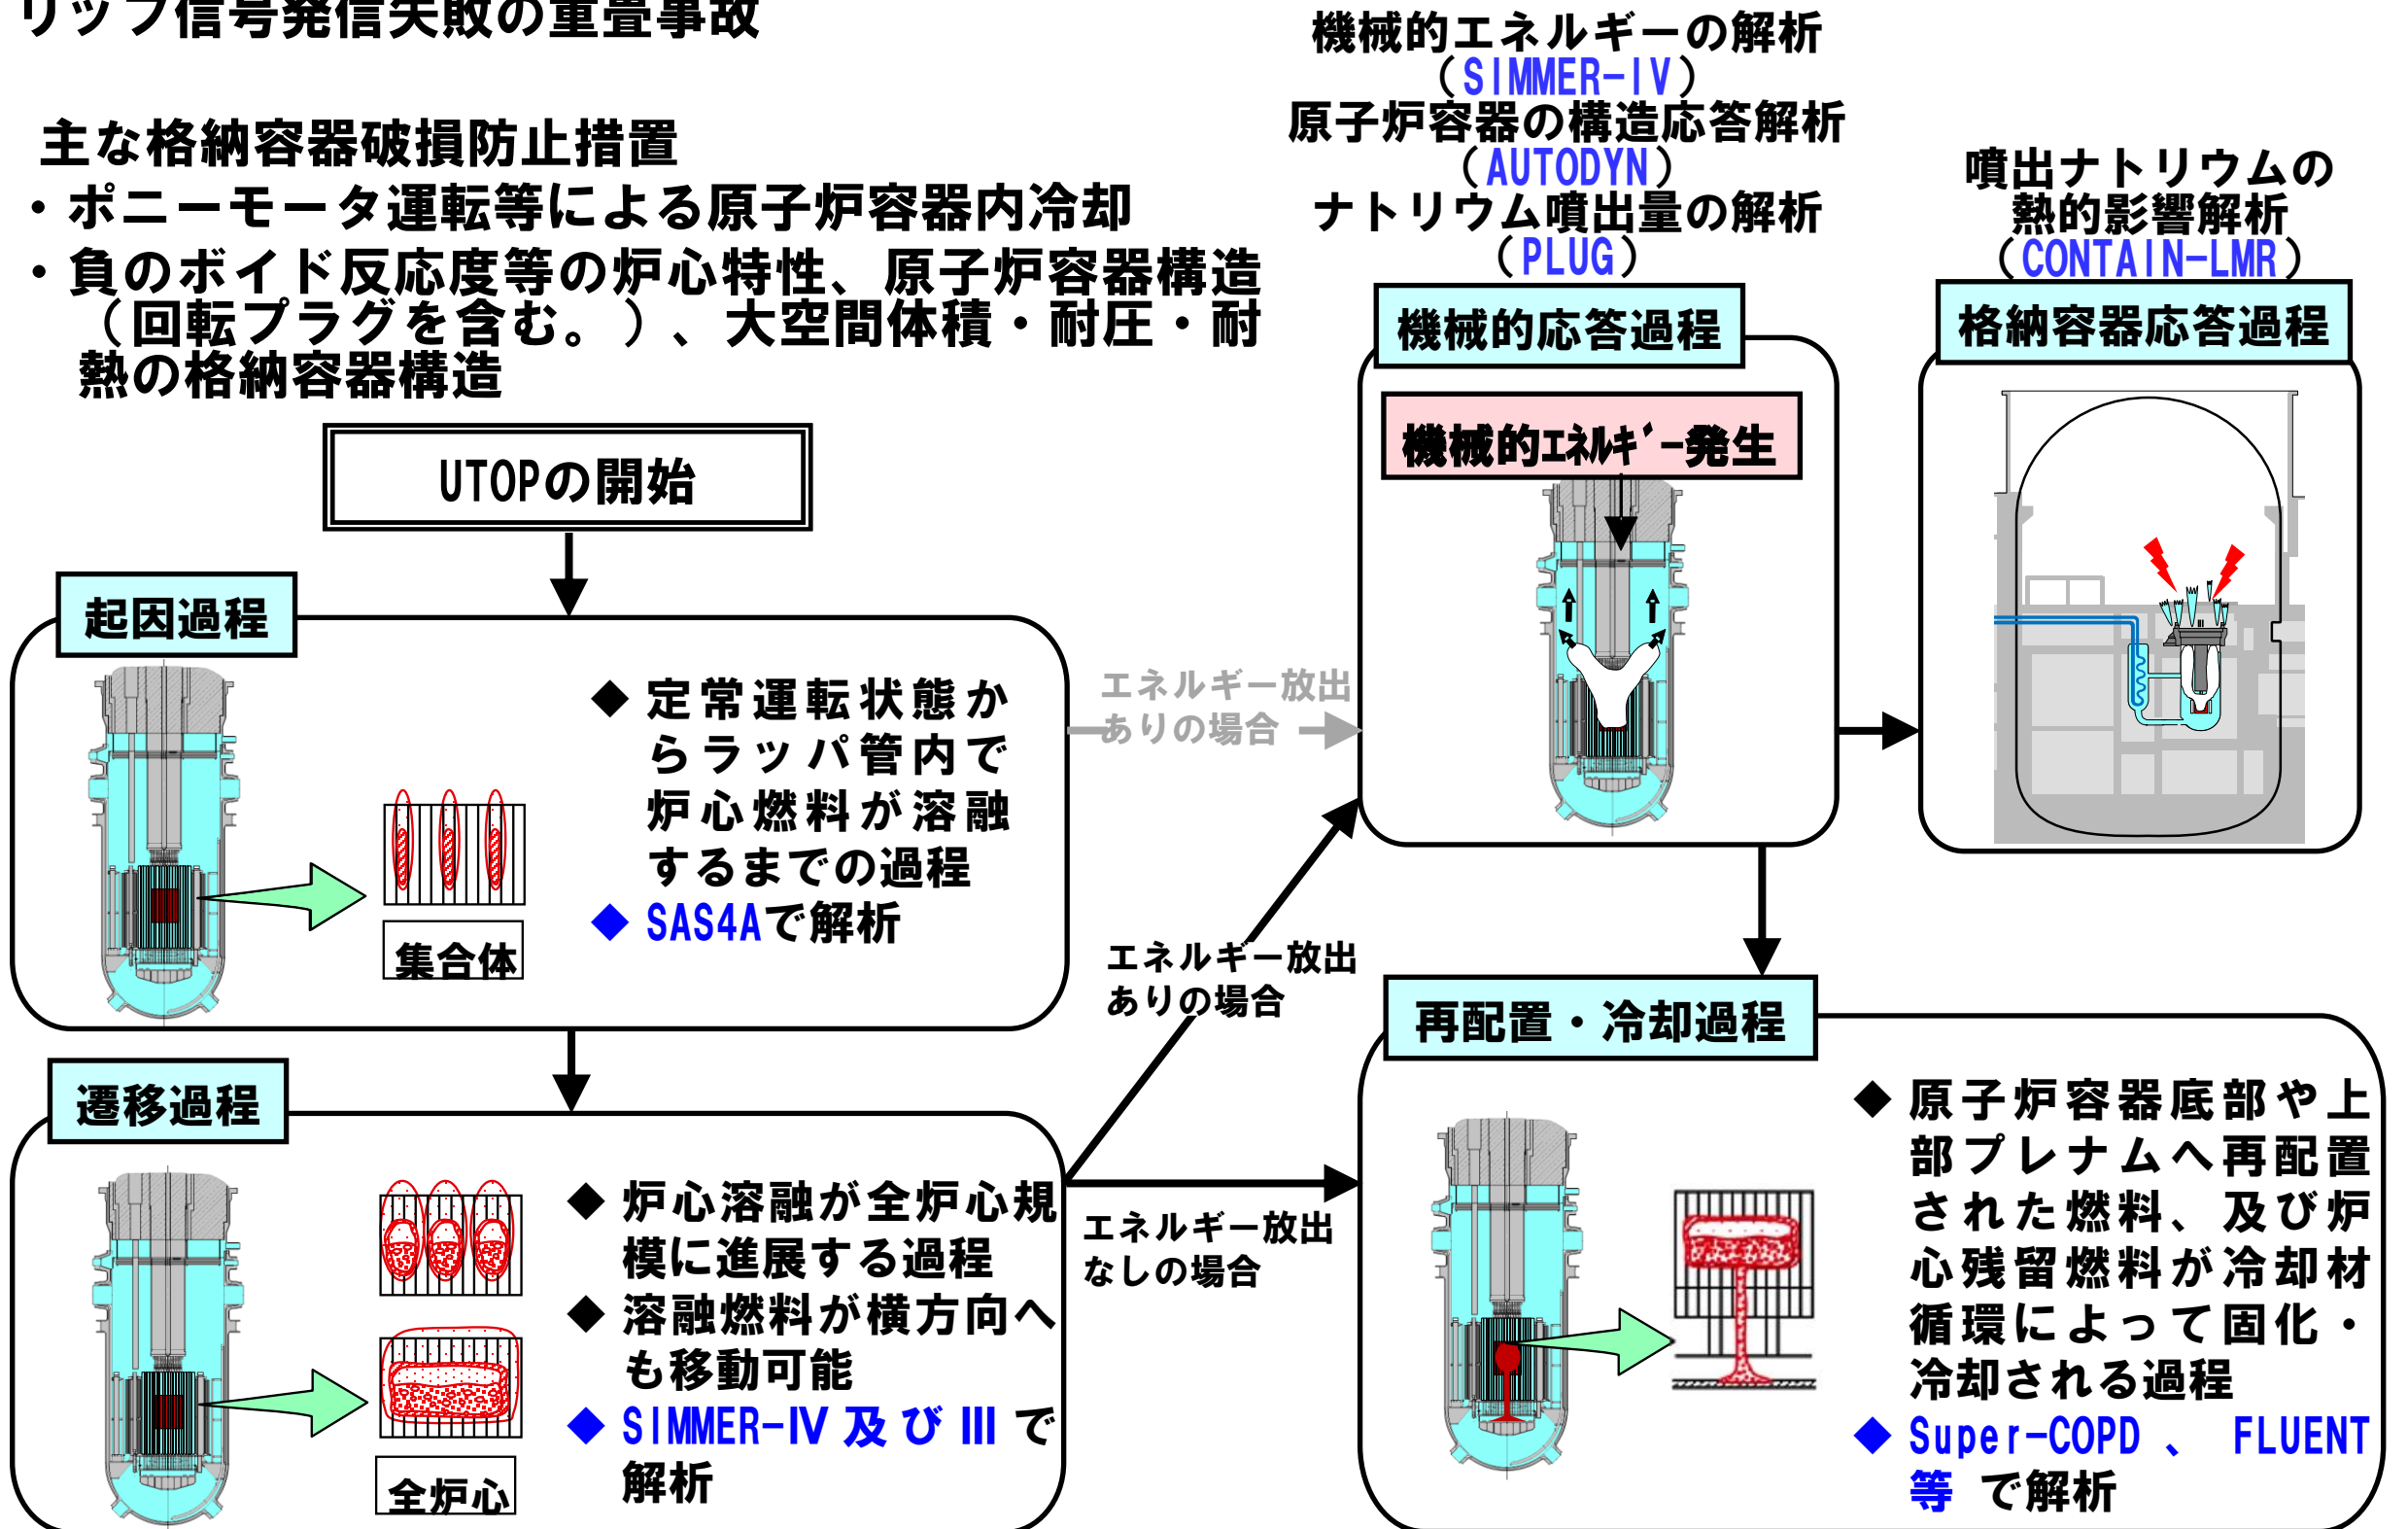 リップ信号発信失敗の重畳事故
主な格納容器破損防止措置
・ポニーモータ運転等による原子炉容器内冷却
・負のボイド反応度等の炉心特性、原子炉容器構造
（回転プラグを含む。）、大空間体積・耐圧・耐
熱の格納容器構造
機械的エネルギーの解析
（SIMMER-IV）
原子炉容器の構造応答解析
（AUTODYN）
ナトリウム噴出量の解析
（PLUG）
噴出ナトリウムの
熱的影響解析
（CONTAIN-LMR）
機械的応答過程
格納容器応答過程
機械的ｴﾈﾙｷﾞｰ発生
UTOPの開始
起因過程
◆ 定常運転状態か
らラッパ管内で
炉心燃料が溶融
するまでの過程
◆ SAS4Aで解析
集合体
エネルギー放出
ありの場合
エネルギー放出
ありの場合
遷移過程
◆ 炉心溶融が全炉心規
模に進展する過程
◆ 溶融燃料が横方向へ
も移動可能
◆ SIMMER-IV 及び III で
解析
全炉心
エネルギー放出
なしの場合
再配置・冷却過程
◆ 原子炉容器底部や上
部プレナムへ再配置
された燃料、及び炉
心残留燃料が冷却材
循環によって固化・
冷却される過程
◆ Super-COPD 、 FLUENT
等 で解析